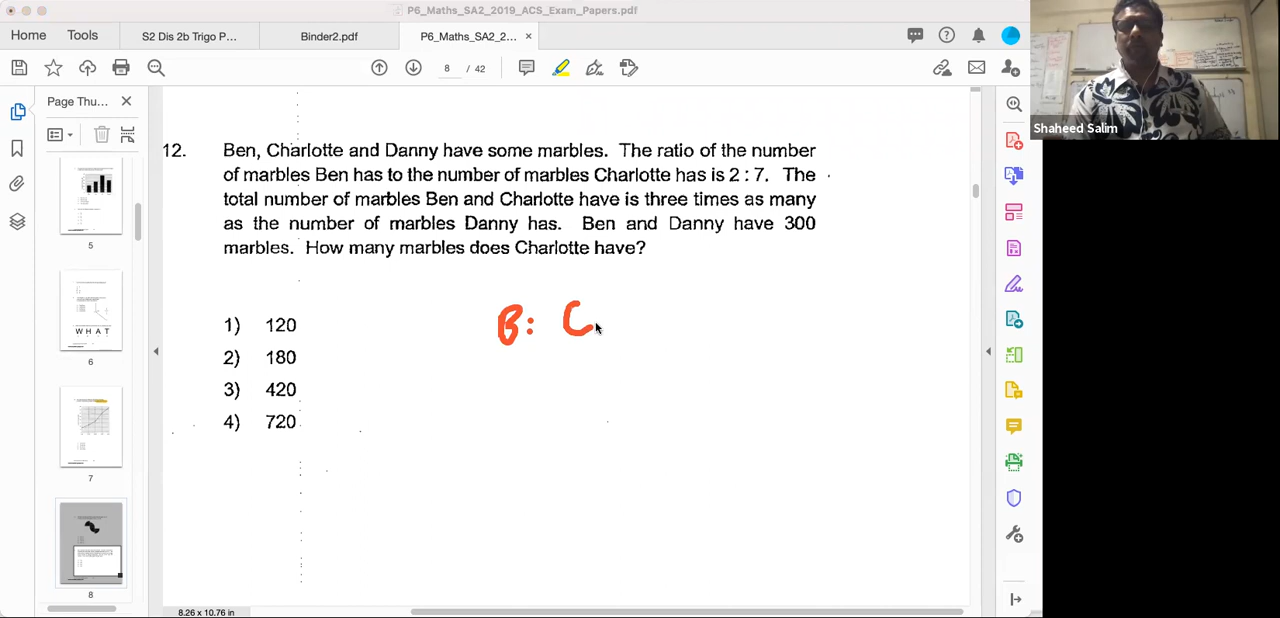 P6_Maths_SA2_2019_ACS_Exam_Papers.pdf
Home Tools S2 Dis 2b Trigo P... Binder2.pdf P6_Maths_SA2_2... ×
8 / 42
Page Thu... ×
5
WHAT
6
7
8
12. Ben, Charlotte and Danny have some marbles. The ratio of the number
of marbles Ben has to the number of marbles Charlotte has is 2 : 7. The
total number of marbles Ben and Charlotte have is three times as many
as the number of marbles Danny has. Ben and Danny have 300
marbles. How many marbles does Charlotte have?
1) 120
2) 180
3) 420
4) 720
B: C
8.26 x 10.76 in
Shaheed Salim